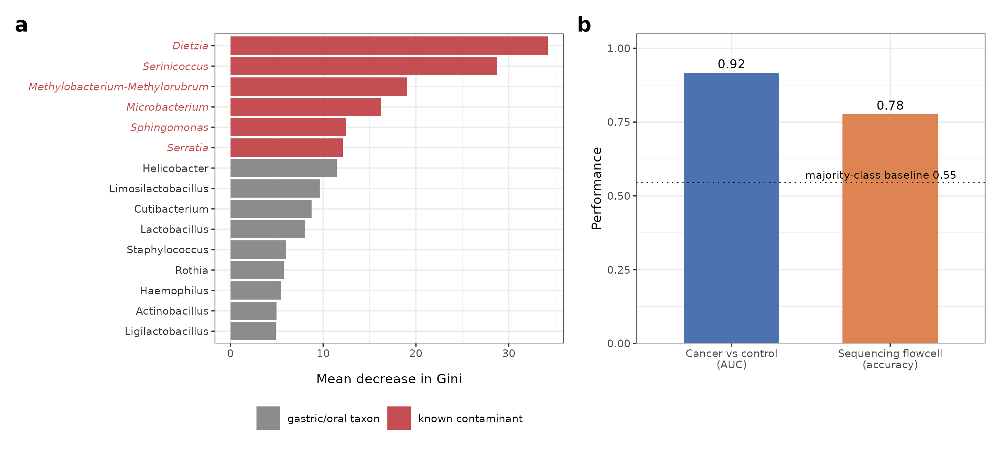 a
Dietzia
Serinicoccus
Methylobacterium-Methylorubrum
Microbacterium
Sphingomonas
Serratia
Helicobacter
Limosilactobacillus
Cutibacterium
Lactobacillus
Staphylococcus
Rothia
Haemophilus
Actinobacillus
Ligilactobacillus
0 10 20 30
Mean decrease in Gini
gastric/oral taxon known contaminant
b
Performance
1.00
0.75
0.50
0.25
0.00
0.92
0.78
majority-class baseline 0.55
Cancer vs control
(AUC)
Sequencing flowcell
(accuracy)